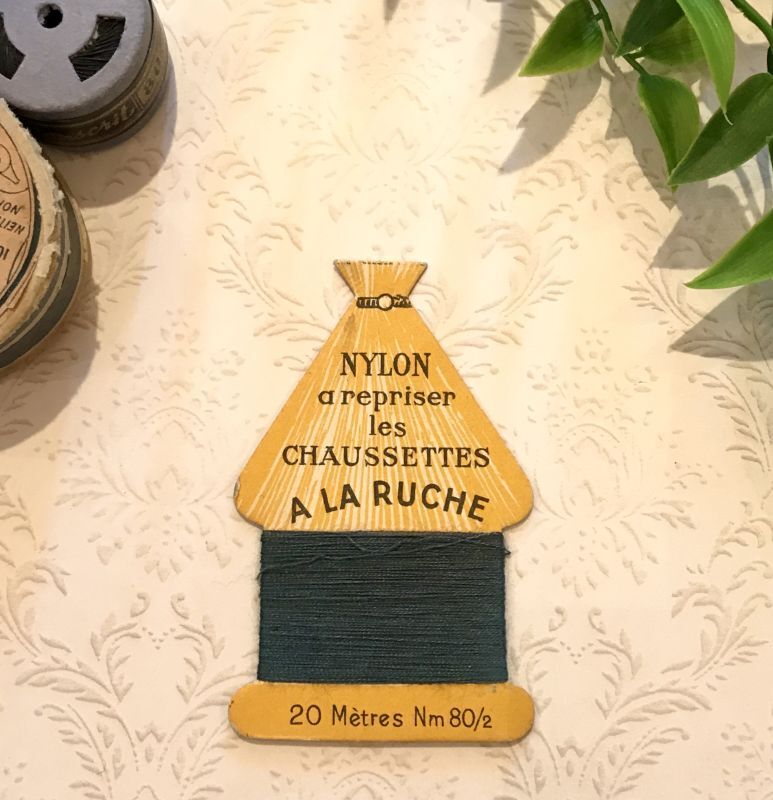 NYLON
a repriser
les
CHAUSSETTES
A LA RUCHE
20 Mètres Nm 80/2